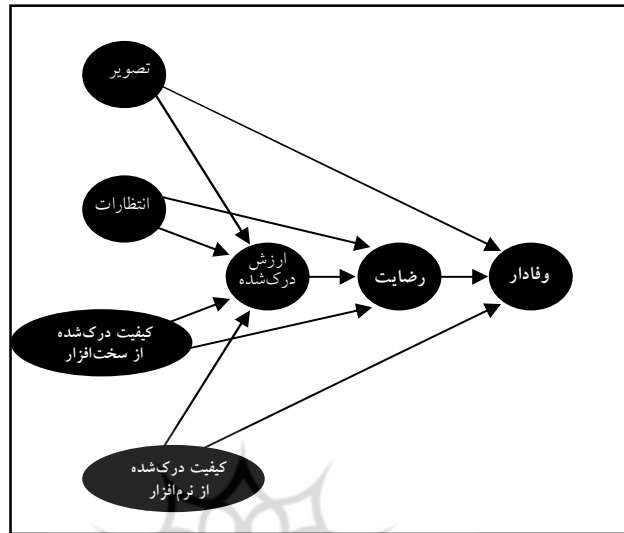 تصویر
انتظارات
ارزش
درک‌شده
رضایت
وفادار
کیفیت درک‌شده
از سخت‌افزار
کیفیت درک‌شده
از نرم‌افزار